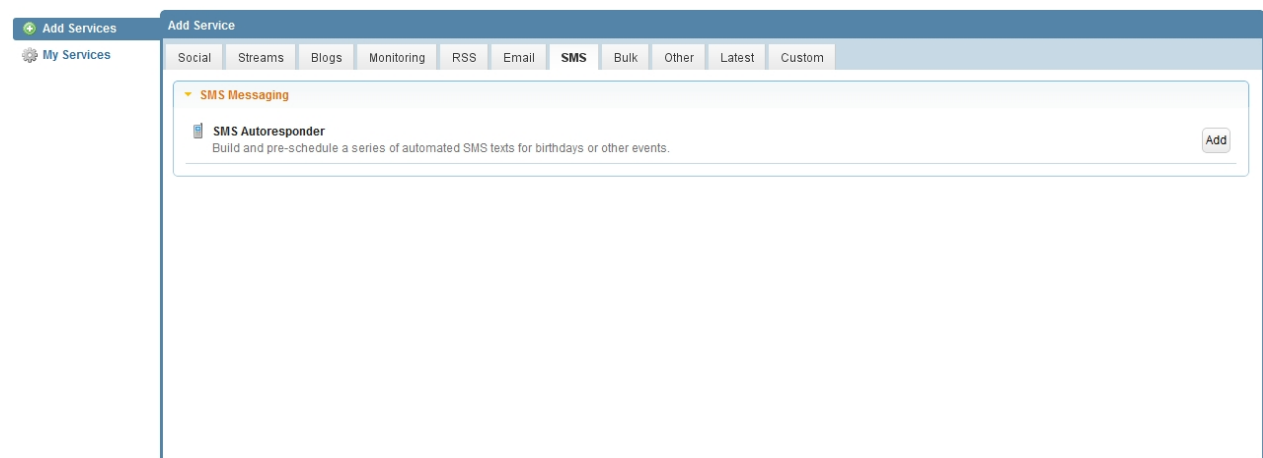 Add Services
My Services
Add Service
Social Streams Blogs Monitoring RSS Email SMS Bulk Other Latest Custom
SMS Messaging
SMS Autoresponder
Build and pre-schedule a series of automated SMS texts for birthdays or other events.
Add